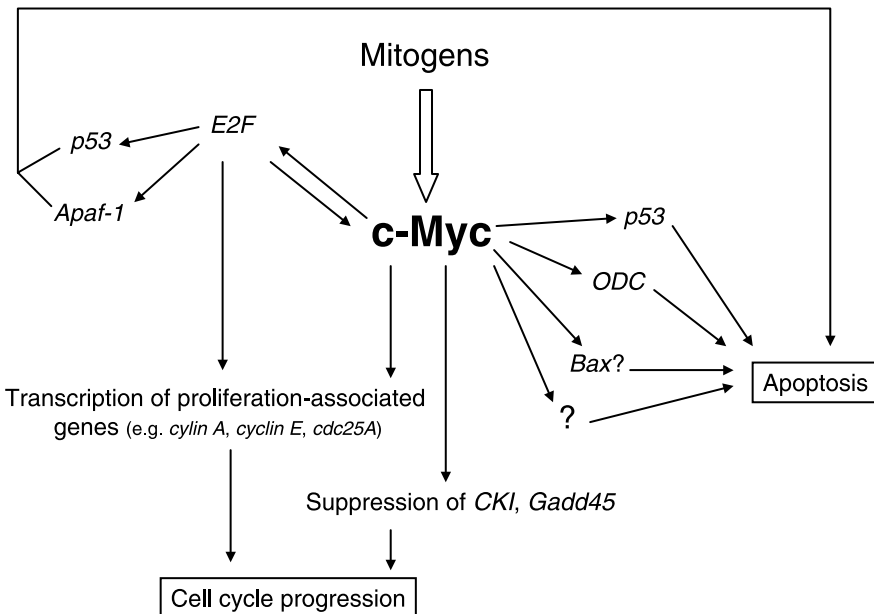 Mitogens
p53
E2F
Apaf-1
c-Myc
p53
ODC
Bax?
Apoptosis
?
Transcription of proliferation-associated
genes (e.g. cylin A, cyclin E, cdc25A)
Suppression of CKI, Gadd45
Cell cycle progression